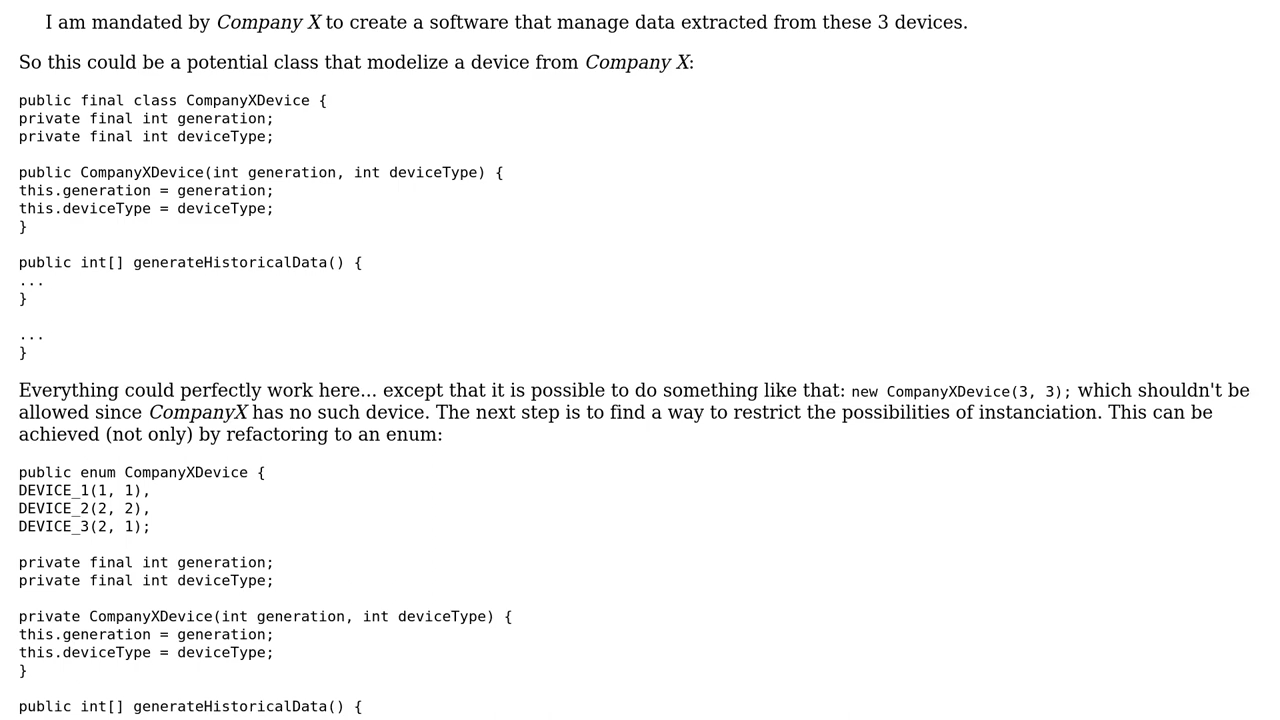 I am mandated by Company X to create a software that manage data extracted from these 3 devices.
So this could be a potential class that modelize a device from Company X:
public final class CompanyXDevice {
private final int generation;
private final int deviceType;
public CompanyXDevice(int generation, int deviceType) {
this.generation = generation;
this.deviceType = deviceType;
}
public int[] generateHistoricalData() {
...
}
...
}
Everything could perfectly work here... except that it is possible to do something like that: new CompanyXDevice(3, 3); which shouldn't be
allowed since CompanyX has no such device. The next step is to find a way to restrict the possibilities of instanciation. This can be
achieved (not only) by refactoring to an enum:
public enum CompanyXDevice {
DEVICE_1(1, 1),
DEVICE_2(2, 2),
DEVICE_3(2, 1);
private final int generation;
private final int deviceType;
private CompanyXDevice(int generation, int deviceType) {
this.generation = generation;
this.deviceType = deviceType;
}
public int[] generateHistoricalData() {